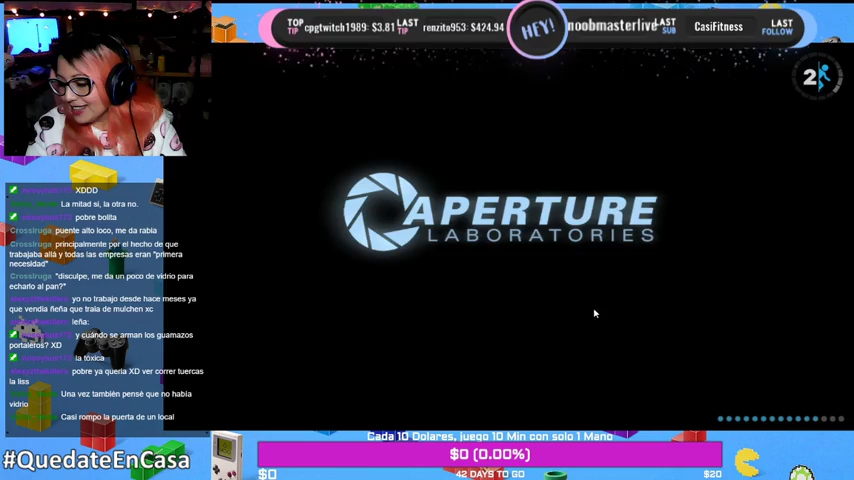 TOP TIP cpgtwitch1989: $3.81 LAST TIP renzito953: $424.94 HEY! noobmasterlive LAST SUB CasiFitness LAST FOLLOW
2
APERTURE
LABORATORIES
XDDD
La mitad si, la otra no.
pobre bolita
Crossiruga puente alto loco, me da rabia
Crossiruga principalmente por el hecho de que
trabajaba allá y todas las empresas eran "primera
necesidad"
Crossiruga "disculpe, me da un poco de vidrio para
echarlo al pan?"
yo no trabajo desde hace meses ya
que vendia ñeña que traia de mulchen xc
leña:
y cuándo se arman los guamazos
portaleros? XD
la tóxica
pobre ya queria XD ver correr tuercas
la liss
Una vez también pensé que no había
vidrio
Casi rompo la puerta de un local
#QuedateEnCasa
Cada 10 Dolares, juego 10 Min con solo 1 Mano
$0 (0.00%)
$0 42 DAYS TO GO $20